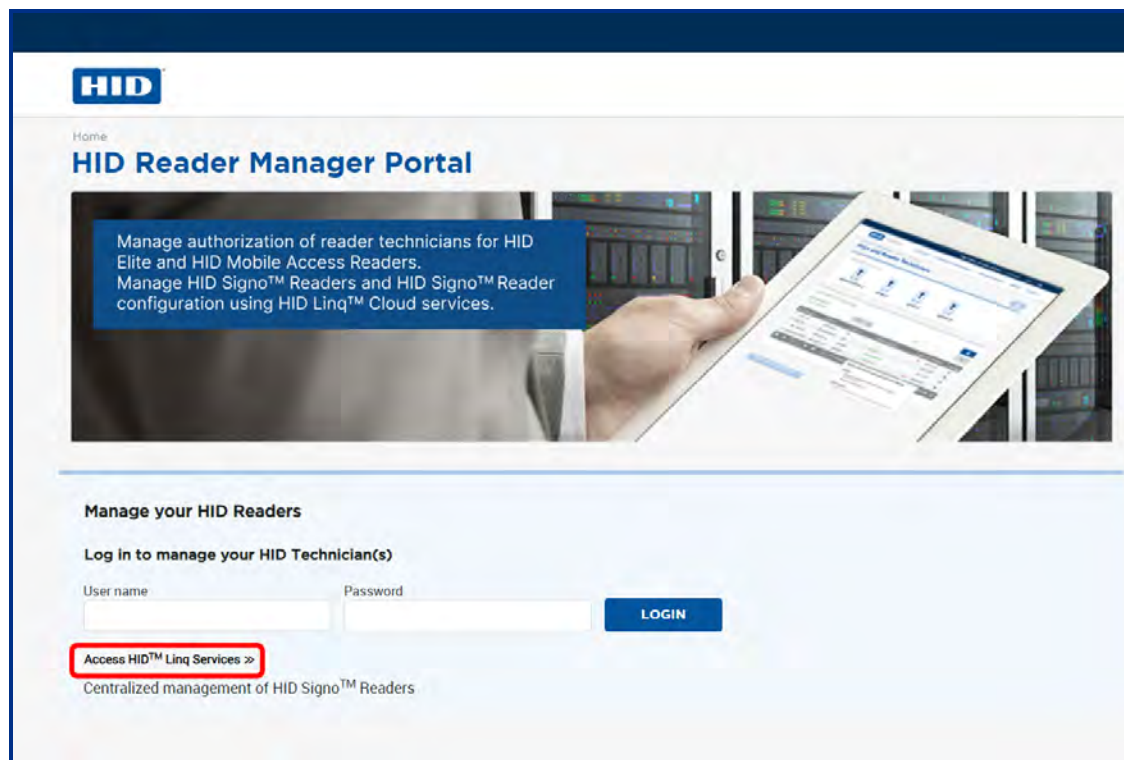 HID
Home
HID Reader Manager Portal
Manage authorization of reader technicians for HID
Elite and HID Mobile Access Readers.
Manage HID Signo™ Readers and HID Signo™ Reader
configuration using HID Linq™ Cloud services.
Manage your HID Readers
Log in to manage your HID Technician(s)
User name Password
LOGIN
Access HID™ Linq Services »
Centralized management of HID Signo™ Readers